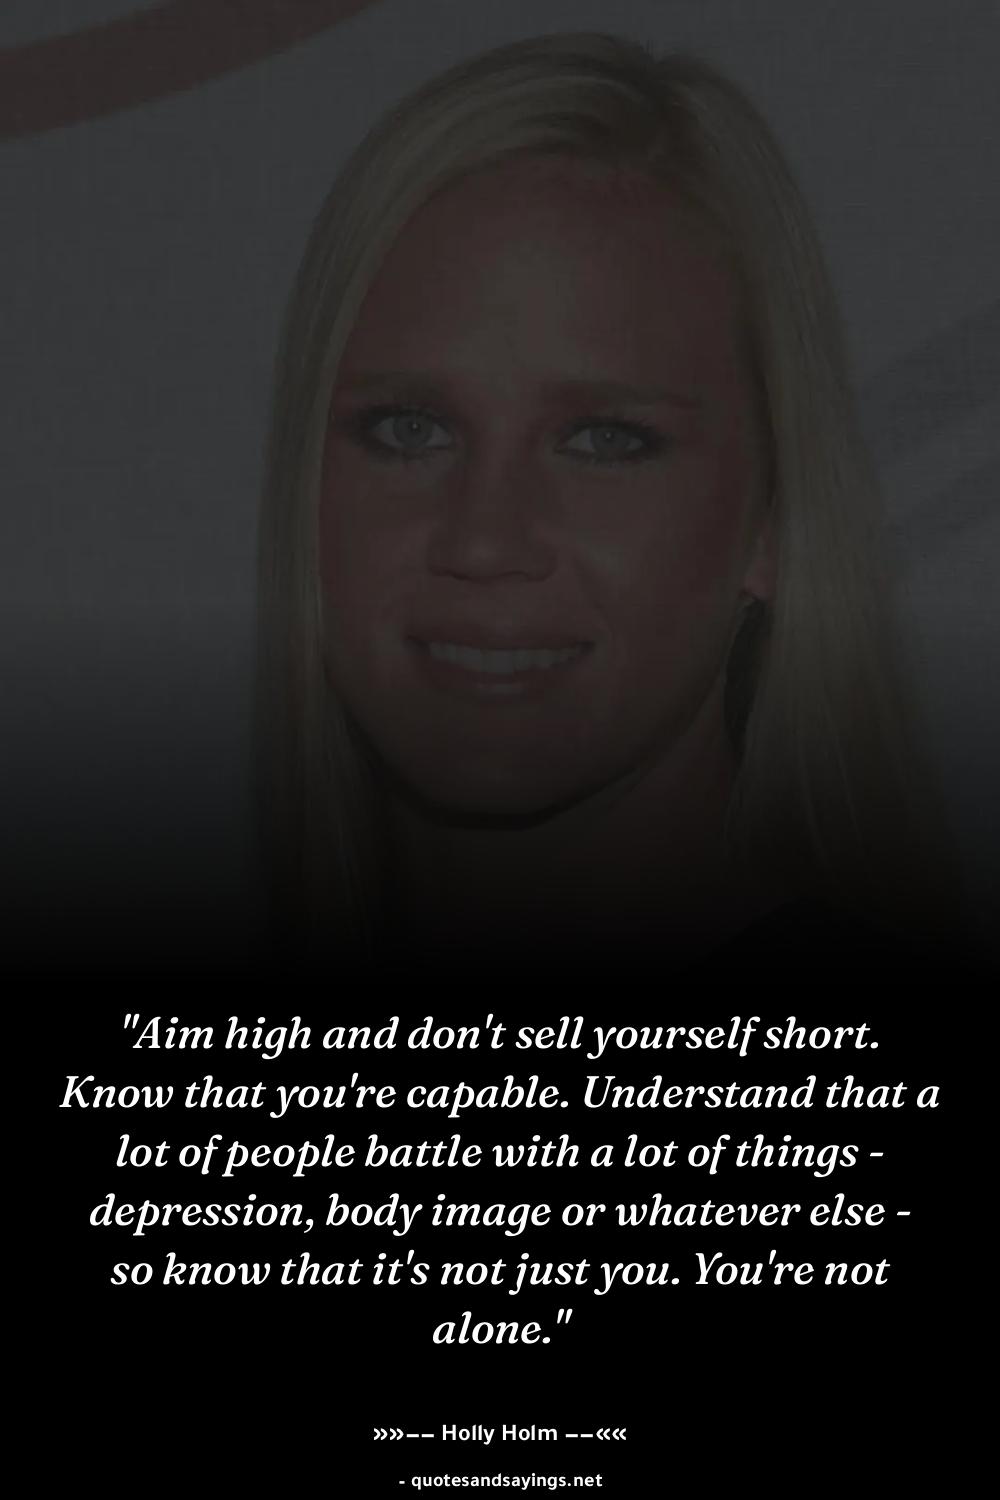 "Aim high and don't sell yourself short.
Know that you're capable. Understand that a
lot of people battle with a lot of things -
depression, body image or whatever else -
so know that it's not just you. You're not
alone."
»»−− Holly Holm −−««
- quotesandsayings.net